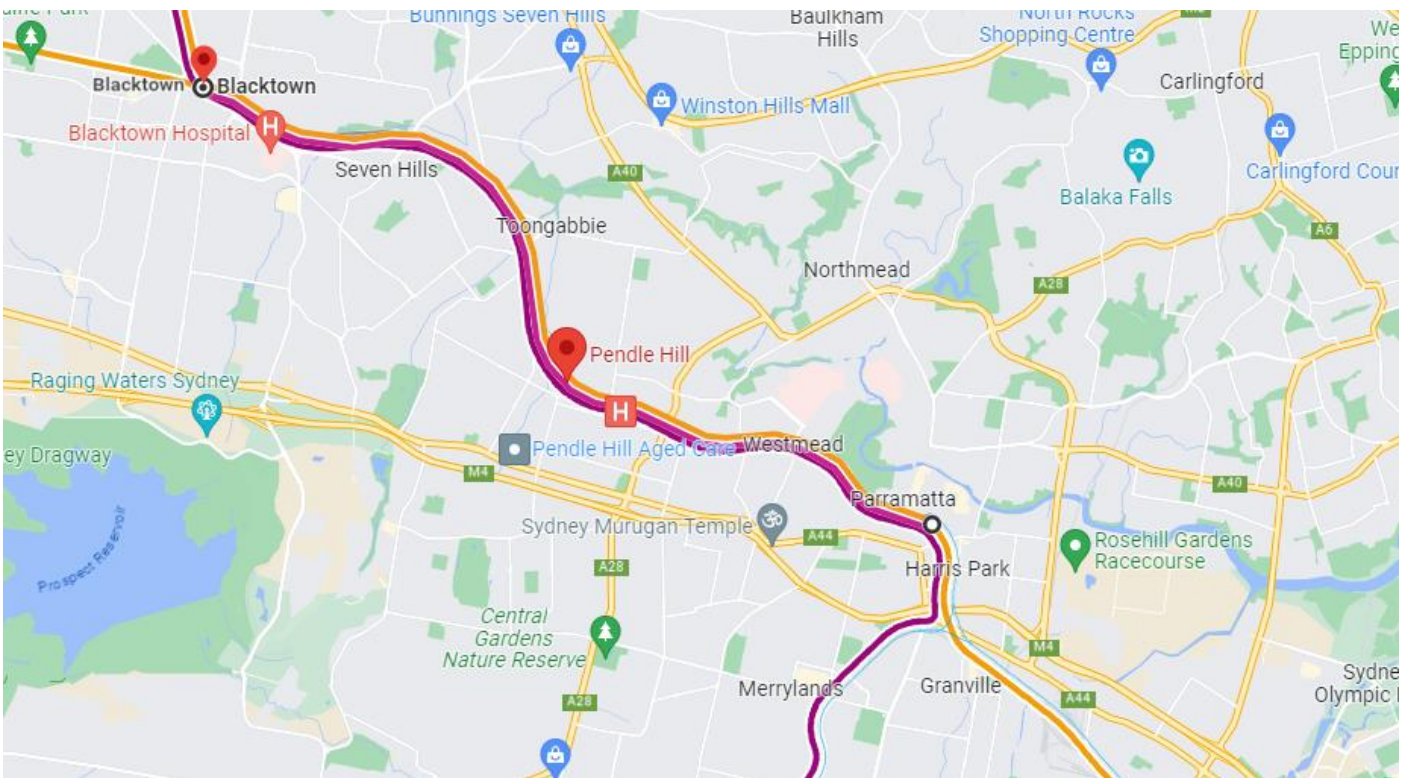 Bunnings Seven Hills
Baulkham
Hills
North Rocks
Shopping Centre
We
Epping
Carlingford
Blacktown
Blacktown
Winston Hills Mall
Blacktown Hospital
H
Seven Hills
A40
Balaka Falls
Carlingford Cour
Toongabbie
A6
Northmead
A28
Pendle Hill
Raging Waters Sydney
H
ey Dragway
Pendle Hill Aged Care
Westmead
M4
A40
Parramatta
Prospect Reservoir
Sydney Murugan Temple
A44
Rosehill Gardens
Racecourse
A28
Harris Park
Central
Gardens
Nature Reserve
M4
Merrylands
Granville
Sydne
Olympic
A28
A44